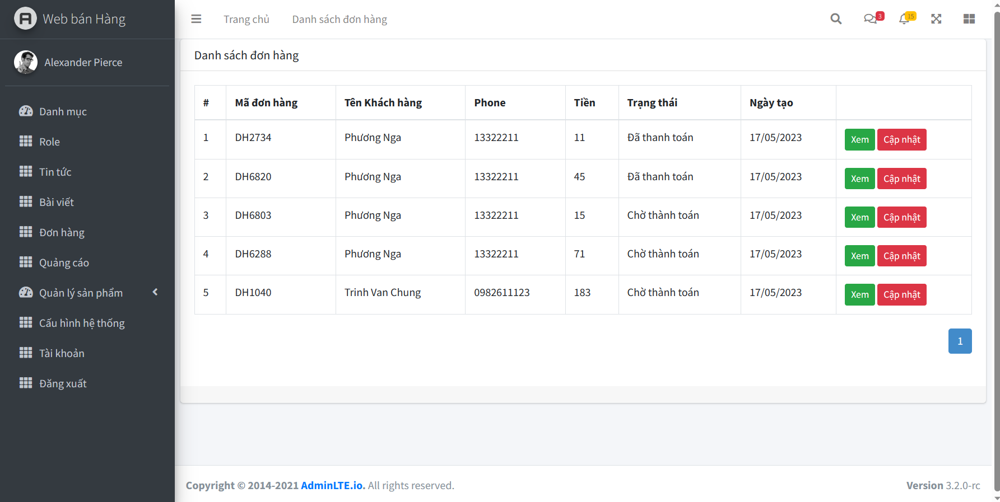 Web bán Hàng
Trang chủ Danh sách đơn hàng 3 15
Alexander Pierce
Danh mục
Role
Tin tức
Bài viết
Đơn hàng
Quảng cáo
Quản lý sản phẩm
Cấu hình hệ thống
Tài khoản
Đăng xuất
Danh sách đơn hàng
# Mã đơn hàng Tên Khách hàng Phone Tiền Trạng thái Ngày tạo
1 DH2734 Phương Nga 13322211 11 Đã thanh toán 17/05/2023 Xem Cập nhật
2 DH6820 Phương Nga 13322211 45 Đã thanh toán 17/05/2023 Xem Cập nhật
3 DH6803 Phương Nga 13322211 15 Chờ thành toán 17/05/2023 Xem Cập nhật
4 DH6288 Phương Nga 13322211 71 Chờ thành toán 17/05/2023 Xem Cập nhật
5 DH1040 Trinh Van Chung 0982611123 183 Chờ thành toán 17/05/2023 Xem Cập nhật
1
Copyright © 2014-2021 AdminLTE.io. All rights reserved. Version 3.2.0-rc